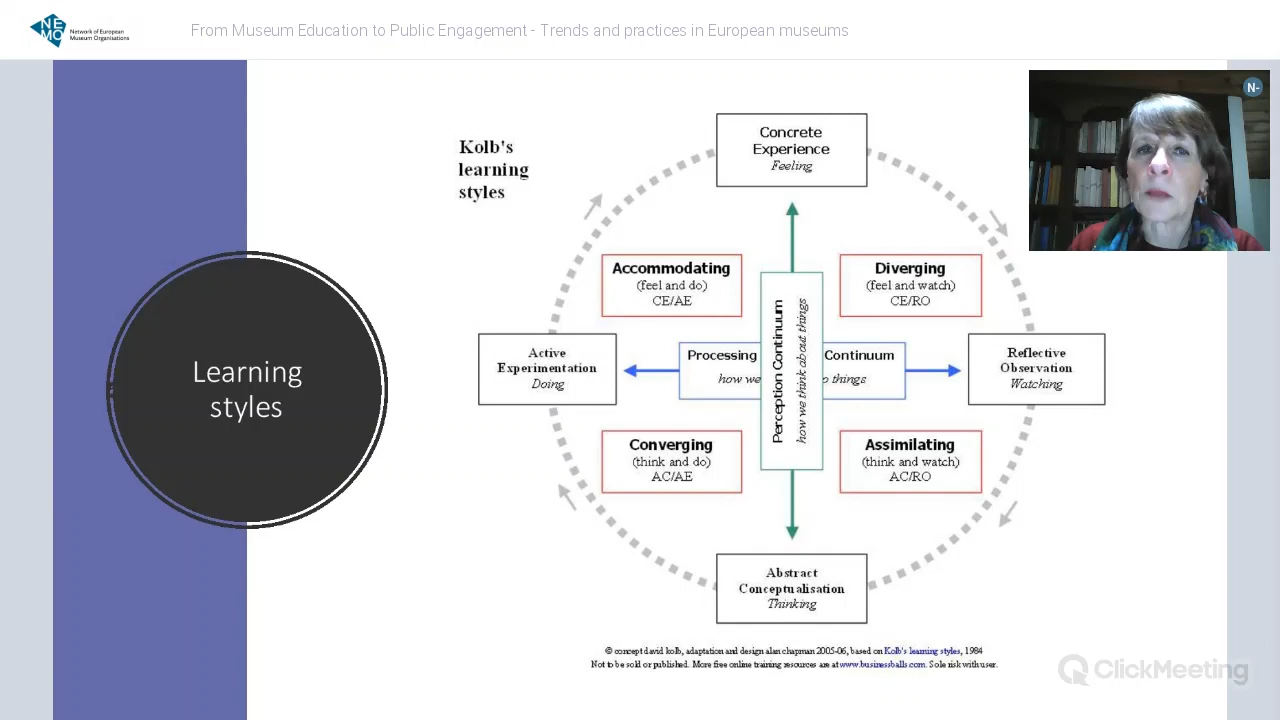 NE
MO
Network of European
Museum Organisations
From Museum Education to Public Engagement - Trends and practices in European museums
N-
Learning
styles
Kolb's
learning
styles
Concrete
Experience
Feeling
Accommodating
(feel and do)
CE/AE
Diverging
(feel and watch)
CE/RO
Active
Experimentation
Doing
Processing
Continuum
how we
o things
Perception Continuum
how we think about things
Reflective
Observation
Watching
Converging
(think and do)
AC/AE
Assimilating
(think and watch)
AC/RO
Abstract
Conceptualisation
Thinking
© concept david kolb, adaptation and design alan chapman 2005-06, based on Kolb's learning styles, 1984
Not to be sold or published. More free online training resources are at www.businessballs.com. Sole risk with user.
ClickMeeting